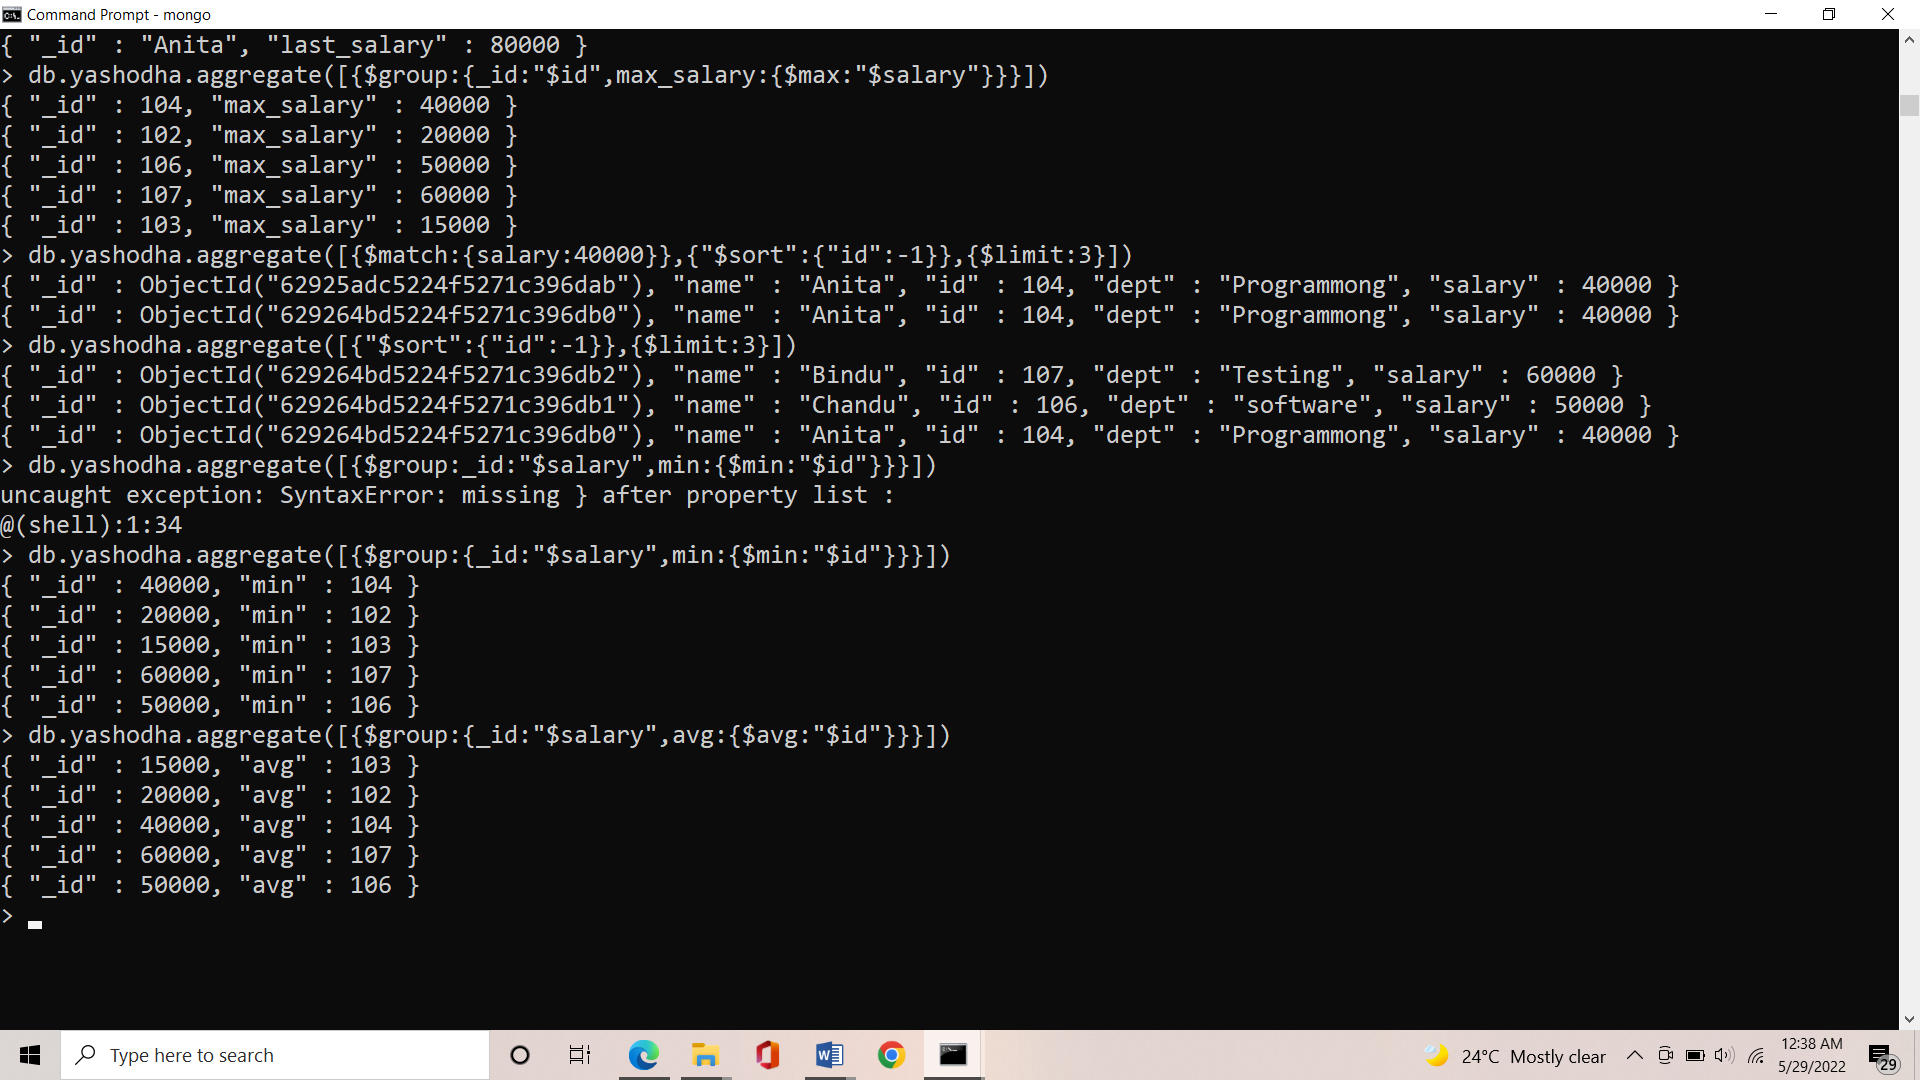 Command Prompt - mongo
{ "_id" : "Anita", "last_salary" : 80000 }
> db.yashodha.aggregate([{$group:{_id:"$id",max_salary:{$max:"$salary"}}}])
{ "_id" : 104, "max_salary" : 40000 }
{ "_id" : 102, "max_salary" : 20000 }
{ "_id" : 106, "max_salary" : 50000 }
{ "_id" : 107, "max_salary" : 60000 }
{ "_id" : 103, "max_salary" : 15000 }
> db.yashodha.aggregate([{$match:{salary:40000}},{"$sort":{"id":-1}},{$limit:3}])
{ "_id" : ObjectId("62925adc5224f5271c396dab"), "name" : "Anita", "id" : 104, "dept" : "Programmong", "salary" : 40000 }
{ "_id" : ObjectId("629264bd5224f5271c396db0"), "name" : "Anita", "id" : 104, "dept" : "Programmong", "salary" : 40000 }
> db.yashodha.aggregate([{"$sort":{"id":-1}},{$limit:3}])
{ "_id" : ObjectId("629264bd5224f5271c396db2"), "name" : "Bindu", "id" : 107, "dept" : "Testing", "salary" : 60000 }
{ "_id" : ObjectId("629264bd5224f5271c396db1"), "name" : "Chandu", "id" : 106, "dept" : "software", "salary" : 50000 }
{ "_id" : ObjectId("629264bd5224f5271c396db0"), "name" : "Anita", "id" : 104, "dept" : "Programmong", "salary" : 40000 }
> db.yashodha.aggregate([{$group:_id:"$salary",min:{$min:"$id"}}}])
uncaught exception: SyntaxError: missing } after property list :
@(shell):1:34
> db.yashodha.aggregate([{$group:{_id:"$salary",min:{$min:"$id"}}}])
{ "_id" : 40000, "min" : 104 }
{ "_id" : 20000, "min" : 102 }
{ "_id" : 15000, "min" : 103 }
{ "_id" : 60000, "min" : 107 }
{ "_id" : 50000, "min" : 106 }
> db.yashodha.aggregate([{$group:{_id:"$salary",avg:{$avg:"$id"}}}])
{ "_id" : 15000, "avg" : 103 }
{ "_id" : 20000, "avg" : 102 }
{ "_id" : 40000, "avg" : 104 }
{ "_id" : 60000, "avg" : 107 }
{ "_id" : 50000, "avg" : 106 }
>
Type here to search
24°C Mostly clear
12:38 AM
5/29/2022
29